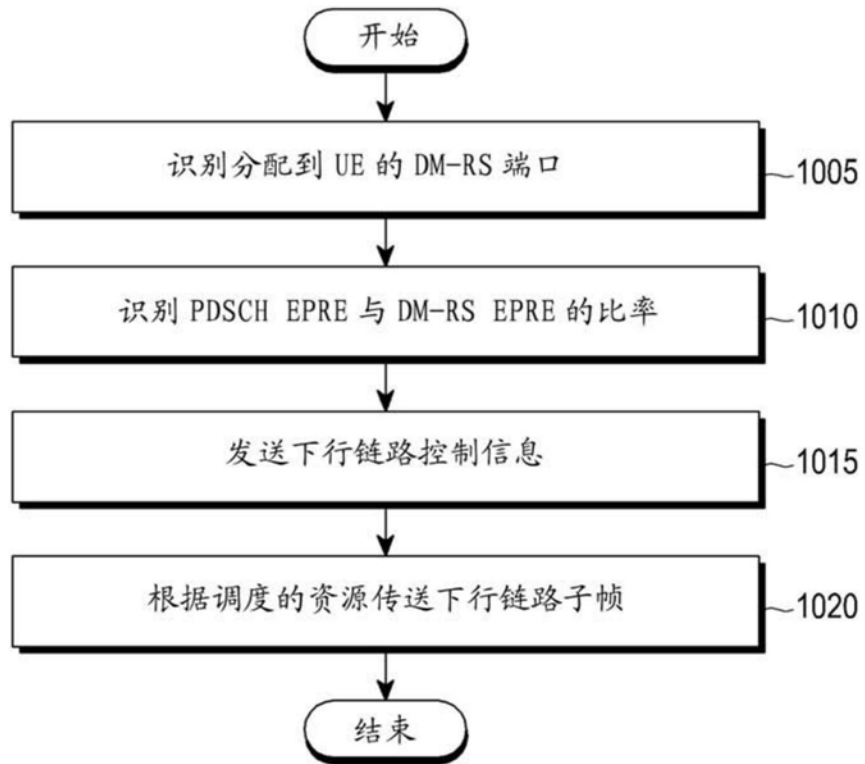 开始
识别分配到 UE 的 DM-RS 端口
1005
识别 PDSCH EPRE 与 DM-RS EPRE 的比率
1010
发送下行链路控制信息
1015
根据调度的资源传送下行链路子帧
1020
结束